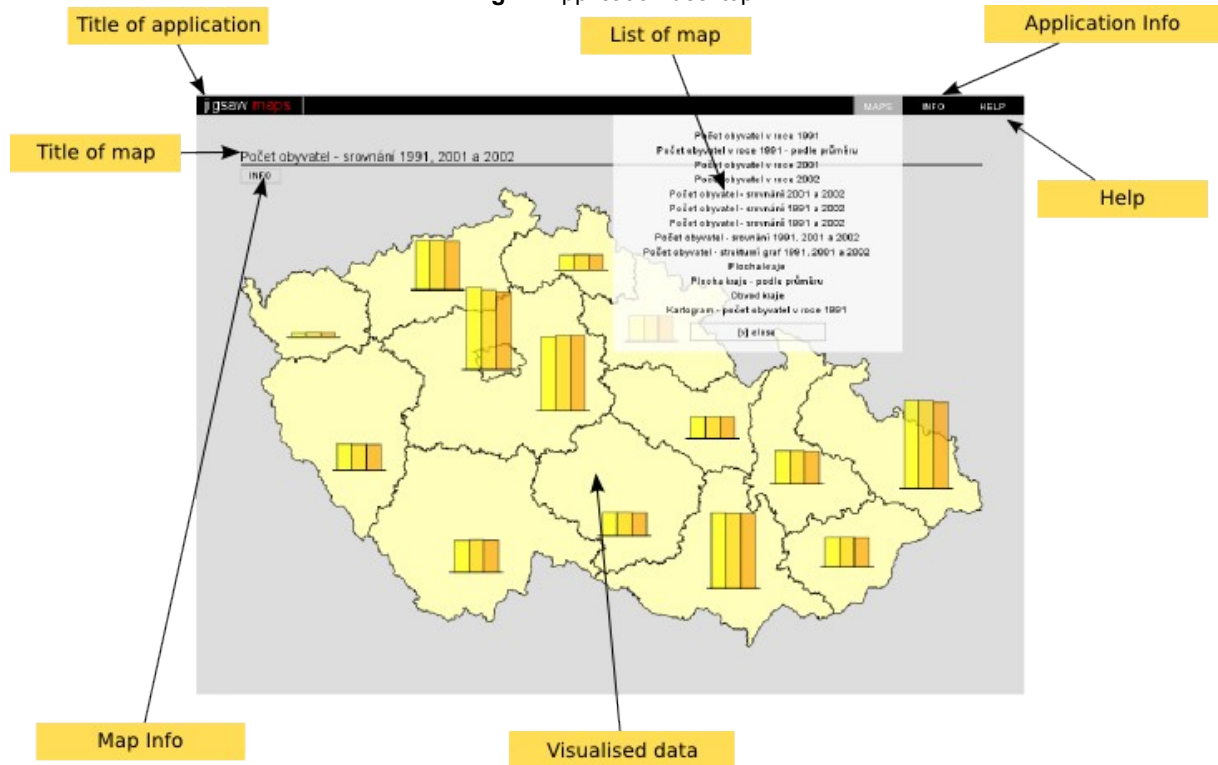 Title of application
List of map
Application Info
jigsaw maps
MAPS INFO HELP
Title of map
Počet obyvatel - srovnání 1991, 2001 a 2002
INFO
Help
Počet obyvatel v roce 1991
Počet obyvatel v roce 1991 - podle průměru
Počet obyvatel v roce 2001
Počet obyvatel v roce 2002
Počet obyvatel - srovnání 2001 a 2002
Počet obyvatel - srovnání 1991 a 2002
Počet obyvatel - srovnání 1991 a 2002
Počet obyvatel - srovnání 1991, 2001 a 2002
Počet obyvatel - strukturní graf 1991, 2001 a 2002
Plocha kraje
Plocha kraje - podle průměru
Obvod kraje
Kartogram - počet obyvatel v roce 1991
[x] close
Map Info
Visualised data